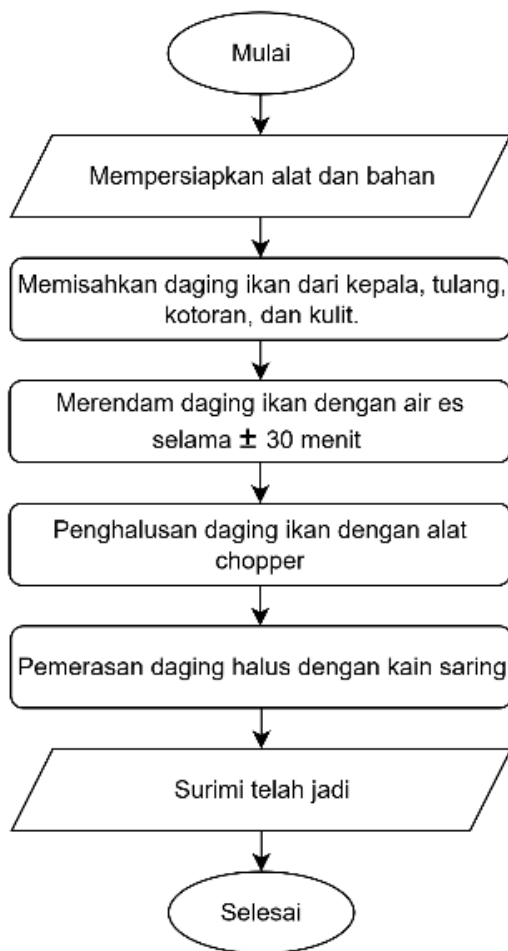 Mulai
Mempersiapkan alat dan bahan
Memisahkan daging ikan dari kepala, tulang,
kotoran, dan kulit.
Merendam daging ikan dengan air es
selama ± 30 menit
Penghalusan daging ikan dengan alat
chopper
Pemerasan daging halus dengan kain saring
Surimi telah jadi
Selesai